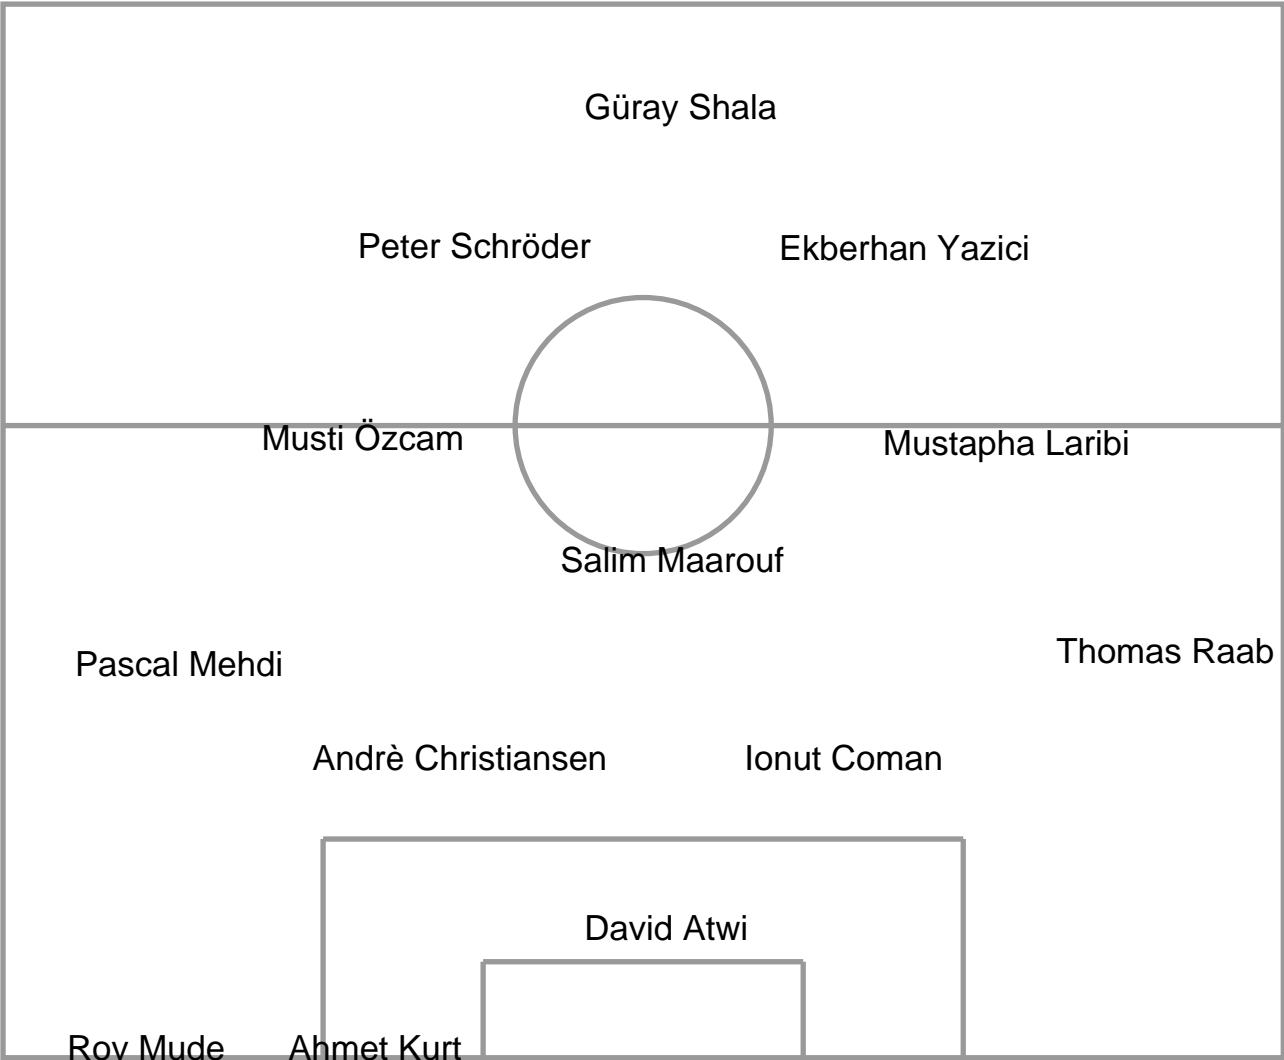 Güray Shala
Peter Schröder Ekberhan Yazici
Musti Özcam Mustapha Laribi
Salim Maarouf
Pascal Mehdi Thomas Raab
Andrè Christiansen Ionut Coman
David Atwi
Roy Mude Ahmet Kurt